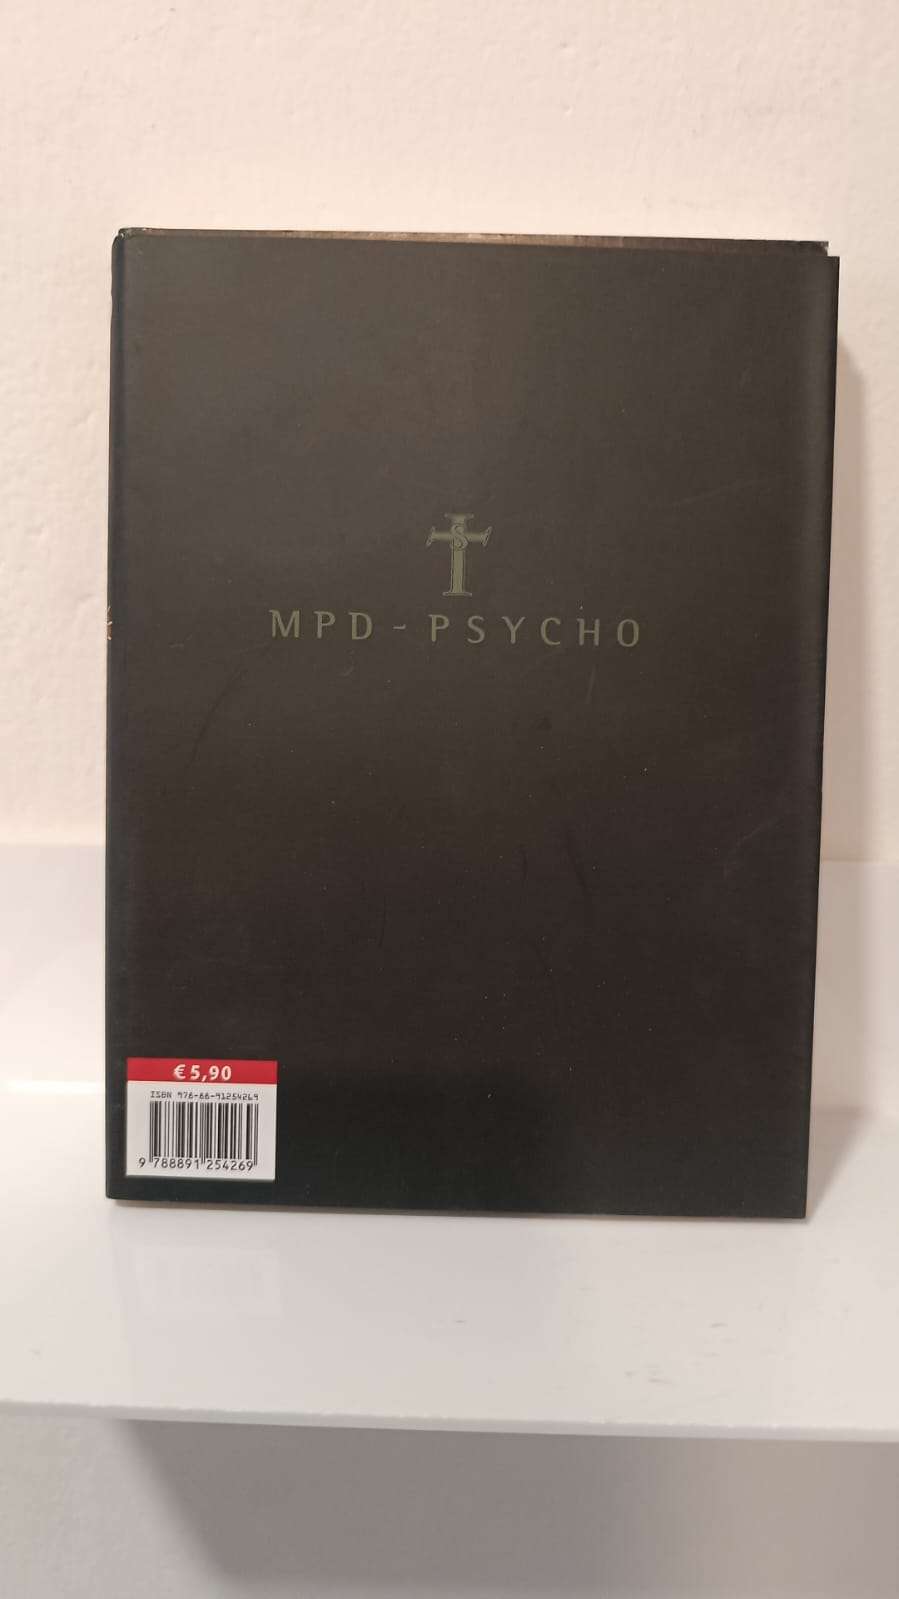 S
MPD-PSYCHO
€ 5,90
ISBN 978-88-91254269
9 788891 254269